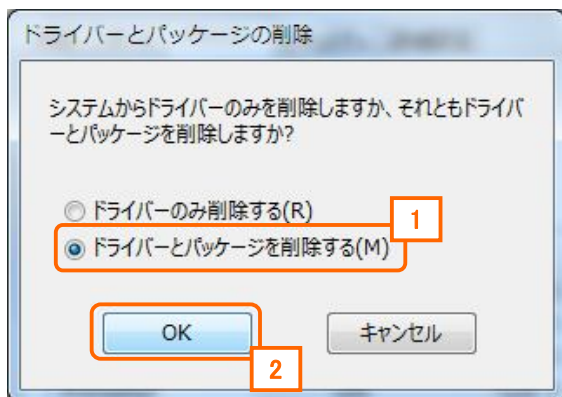 ドライバーとパッケージの削除
システムからドライバーのみを削除しますか、それともドライバ
ーとパッケージを削除しますか?
ドライバーのみ削除する(R)
1
ドライバーとパッケージを削除する(M)
OK
キャンセル
2